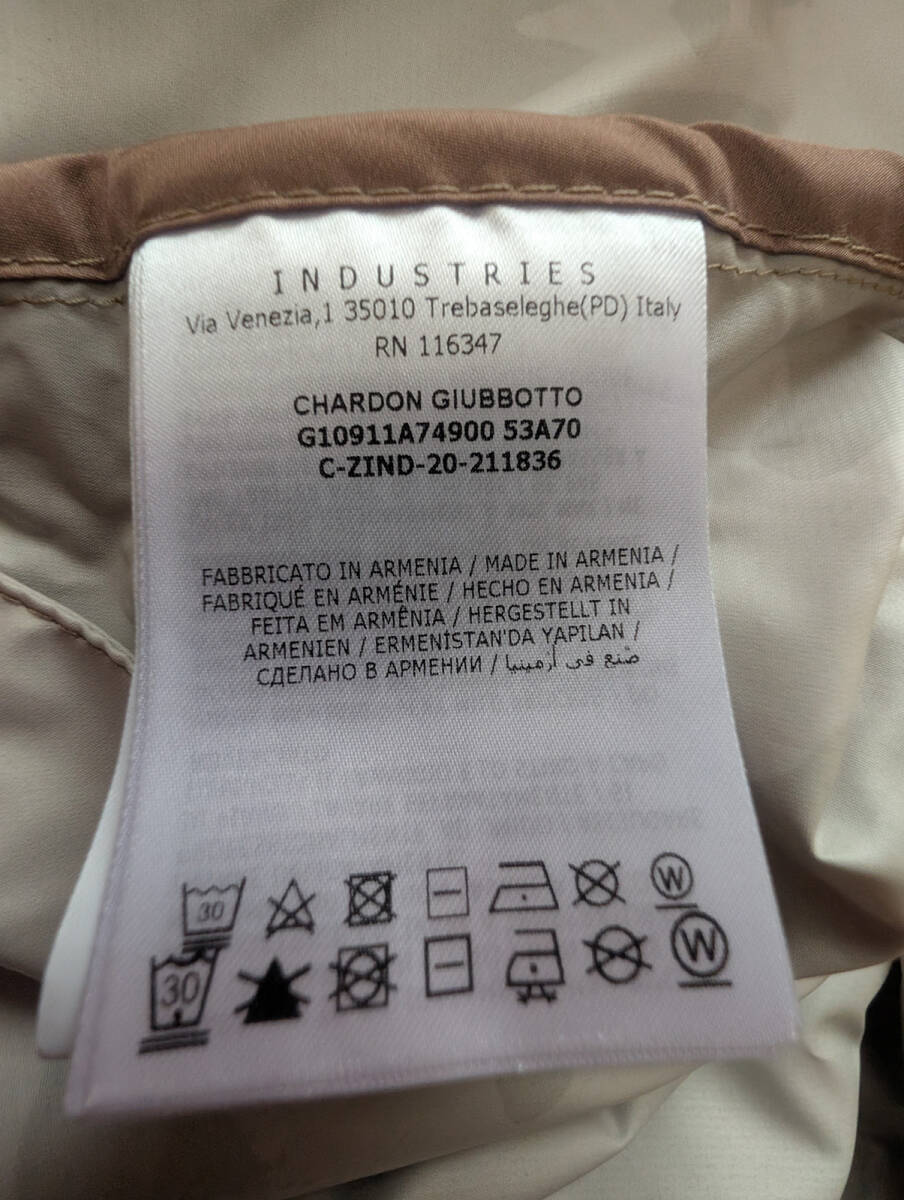 INDUSTRIES
Via Venezia,1 35010 Trebaseleghe(PD) Italy
RN 116347
CHARDON GIUBBOTTO
G10911A74900 53A70
C-ZIND-20-211836
FABBRICATO IN ARMENIA / MADE IN ARMENIA /
FABRIQUÉ EN ARMÉNIE / HECHO EN ARMENIA /
FEITA EM ARMÊNIA / HERGESTELLT IN
ARMENIEN / ERMENİSTAN'DA YAPILAN /
СДЕЛАНО В АРМЕНИИ / صنع في أرمينيا
30 W
30 W